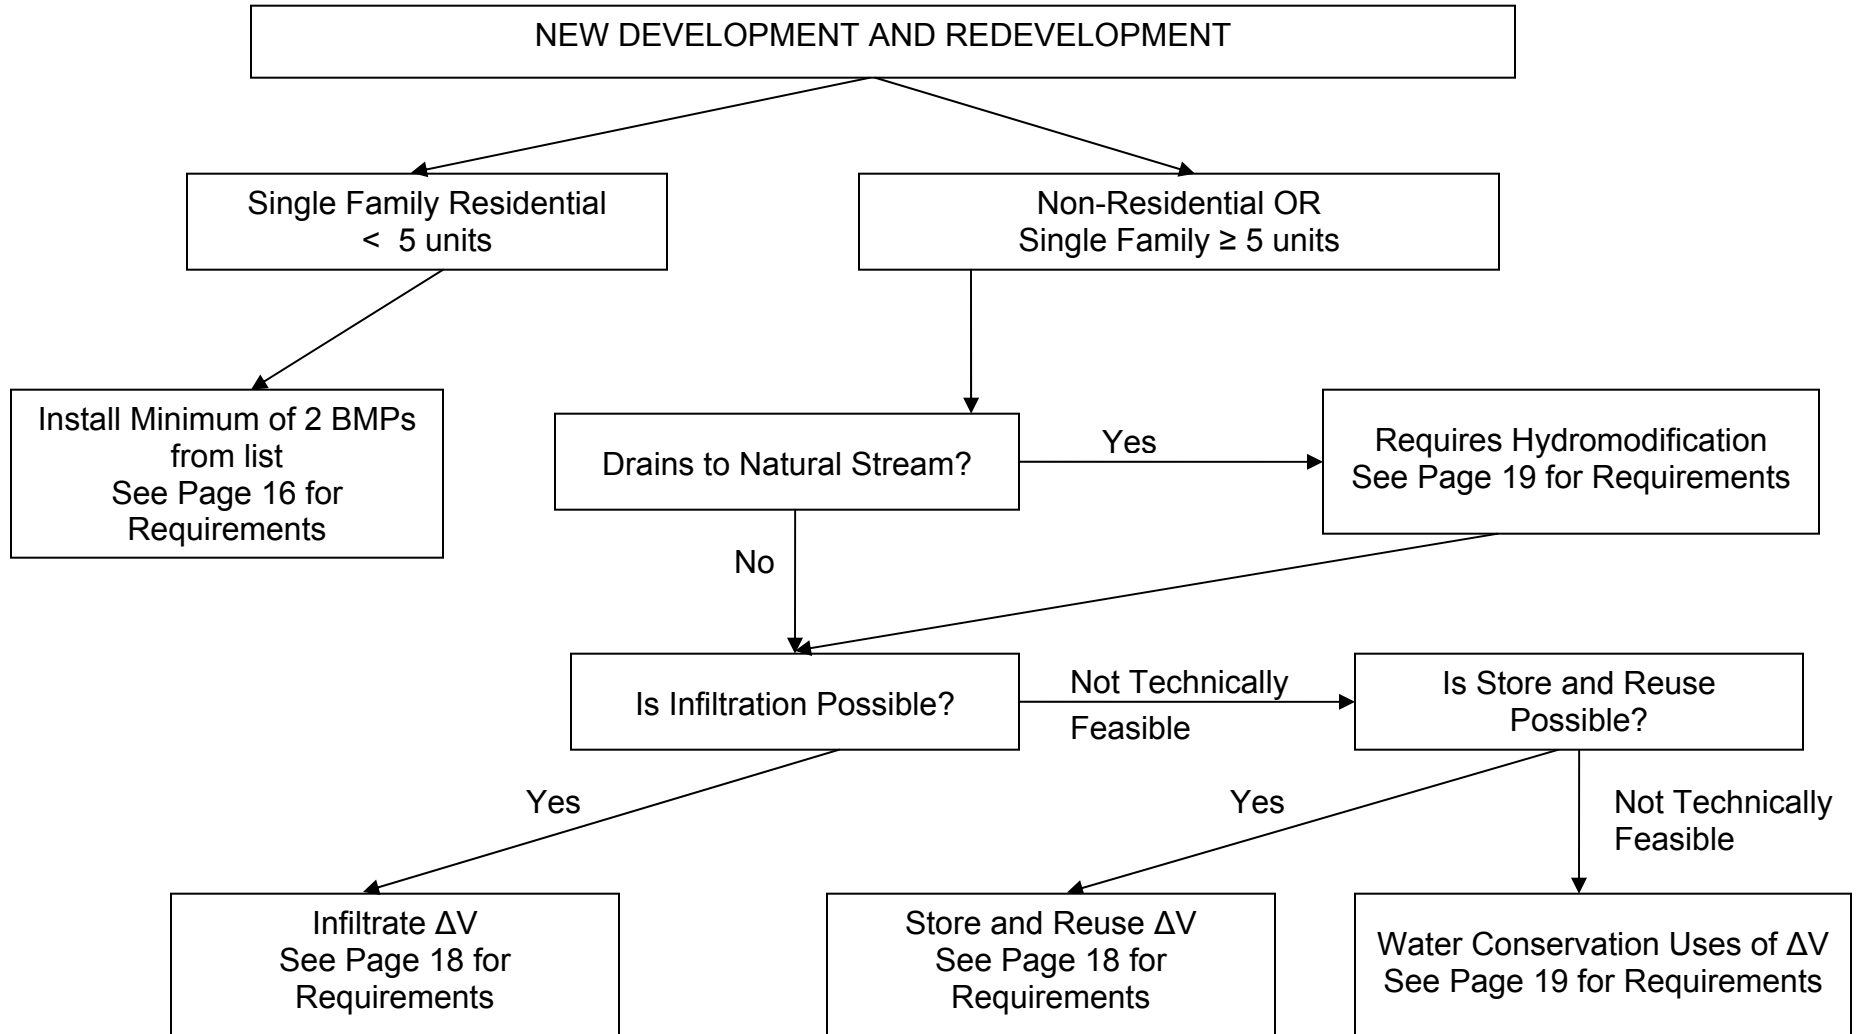 NEW DEVELOPMENT AND REDEVELOPMENT
Single Family Residential
< 5 units
Non-Residential OR
Single Family ≥ 5 units
Install Minimum of 2 BMPs
from list
See Page 16 for
Requirements
Drains to Natural Stream?
Yes
Requires Hydromodification
See Page 19 for Requirements
No
Is Infiltration Possible?
Not Technically
Feasible
Is Store and Reuse
Possible?
Yes
Yes
Not Technically
Feasible
Infiltrate ΔV
See Page 18 for
Requirements
Store and Reuse ΔV
See Page 18 for
Requirements
Water Conservation Uses of ΔV
See Page 19 for Requirements